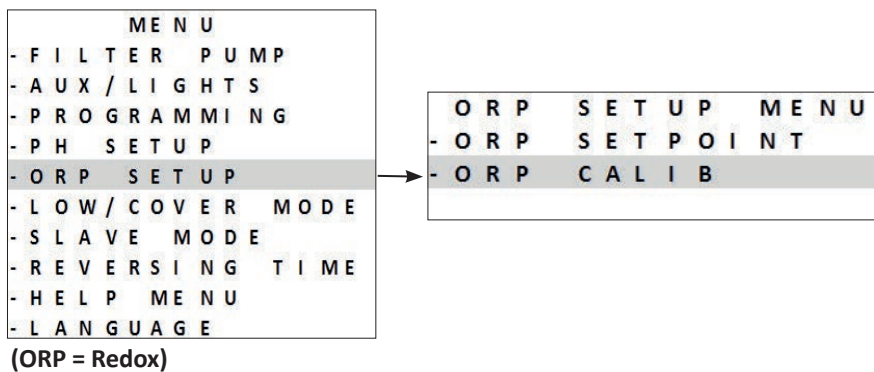 MENU
-FILTER PUMP
-AUX/LIGHTS
-PROGRAMMING
-PH SETUP
-ORP SETUP
-LOW/COVER MODE
-SLAVE MODE
-REVERSING TIME
-HELP MENU
-LANGUAGE
(ORP = Redox)
ORP SETUP MENU
-ORP SETPOINT
-ORP CALIB